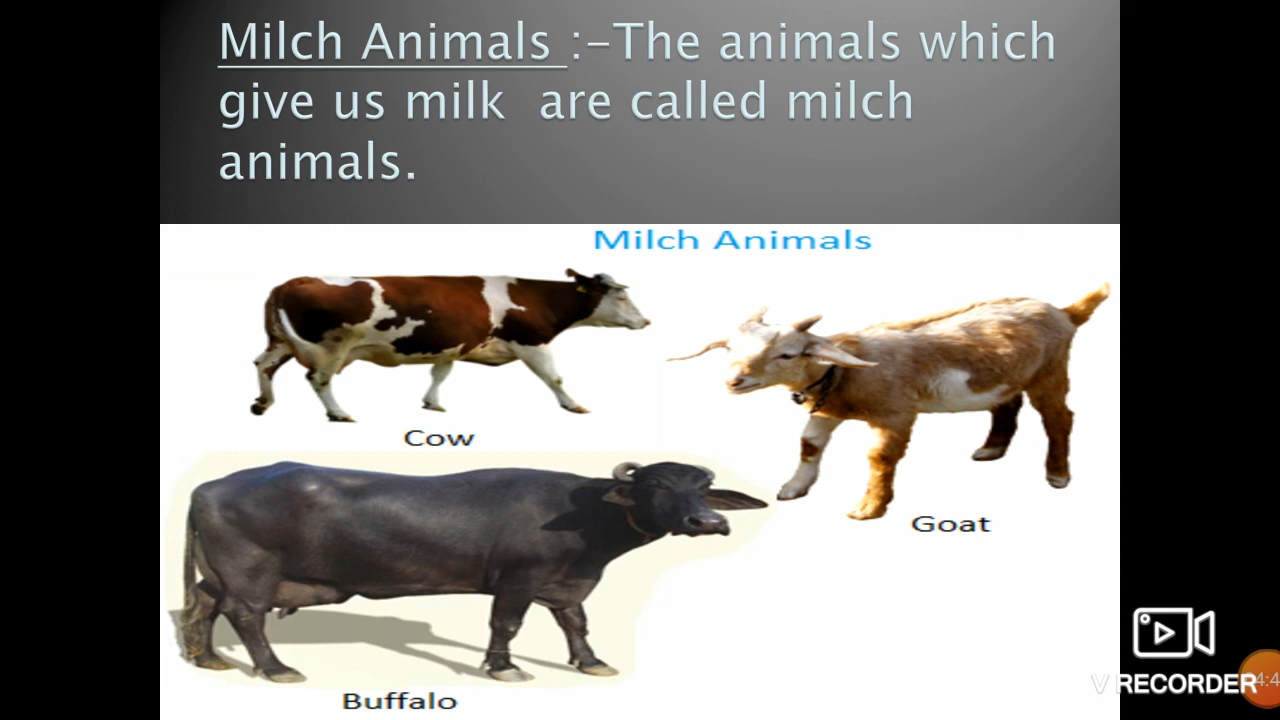 Milch Animals :-The animals which
give us milk  are called milch
animals.
Milch Animals
Cow
Goat
Buffalo
V RECORDER